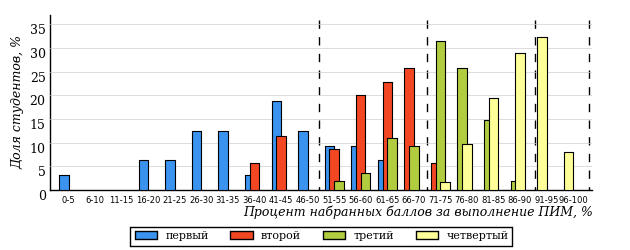 Доля студентов, %
35
30
25
20
15
10
5
0
0-5 6-10 11-15 16-20 21-25 26-30 31-35 36-40 41-45 46-50 51-55 56-60 61-65 66-70 71-75 76-80 81-85 86-90 91-95 96-100
Процент набранных баллов за выполнение ПИМ, %
первый второй третий четвертый